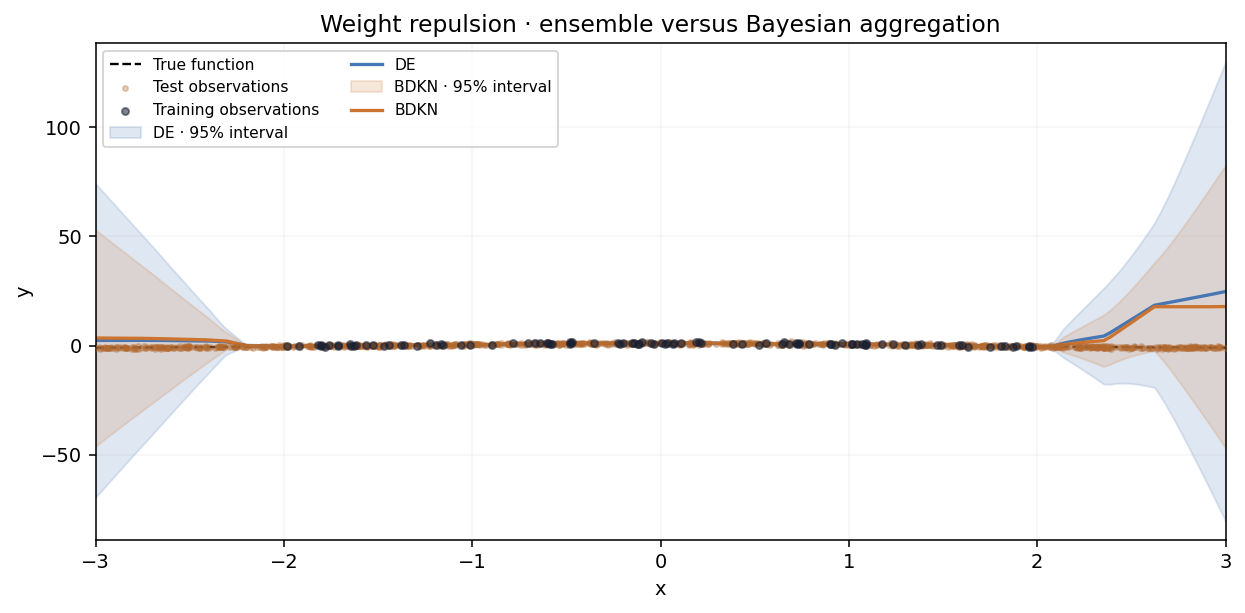 Weight repulsion · ensemble versus Bayesian aggregation
True function
Test observations
Training observations
DE · 95% interval
DE
BDKN · 95% interval
BDKN
y
100
50
0
−50
−3
−2
−1
0
1
2
3
x